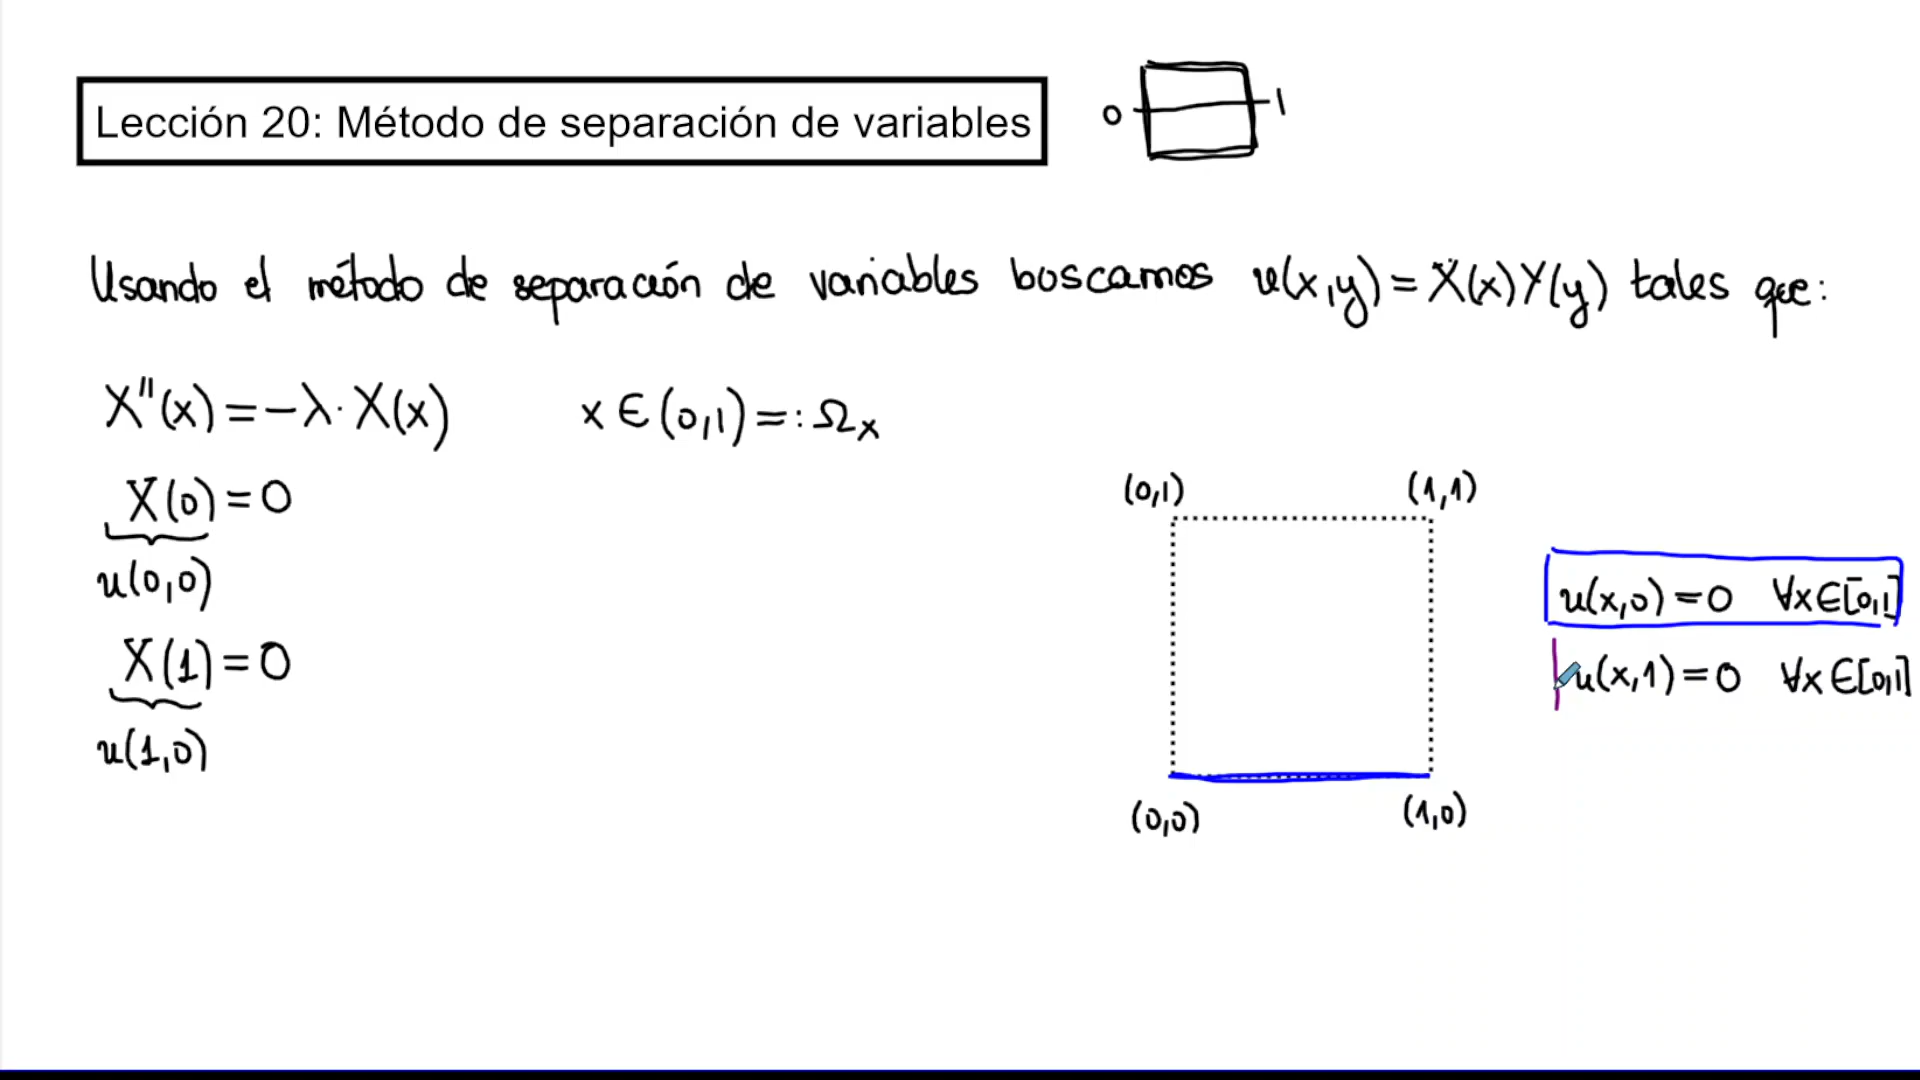 Lección 20: Método de separación de variables
0 1
Usando el método de separación de variables buscamos u(x,y) = X(x)Y(y) tales que:
X''(x) = -λ · X(x) x ∈ (0,1) =: Ωx
X(0) = 0
u(0,0)
X(1) = 0
u(1,0)
(0,1) (1,1)
(0,0) (1,0)
u(x,0) = 0 ∀x∈[0,1]
u(x,1) = 0 ∀x∈[0,1]